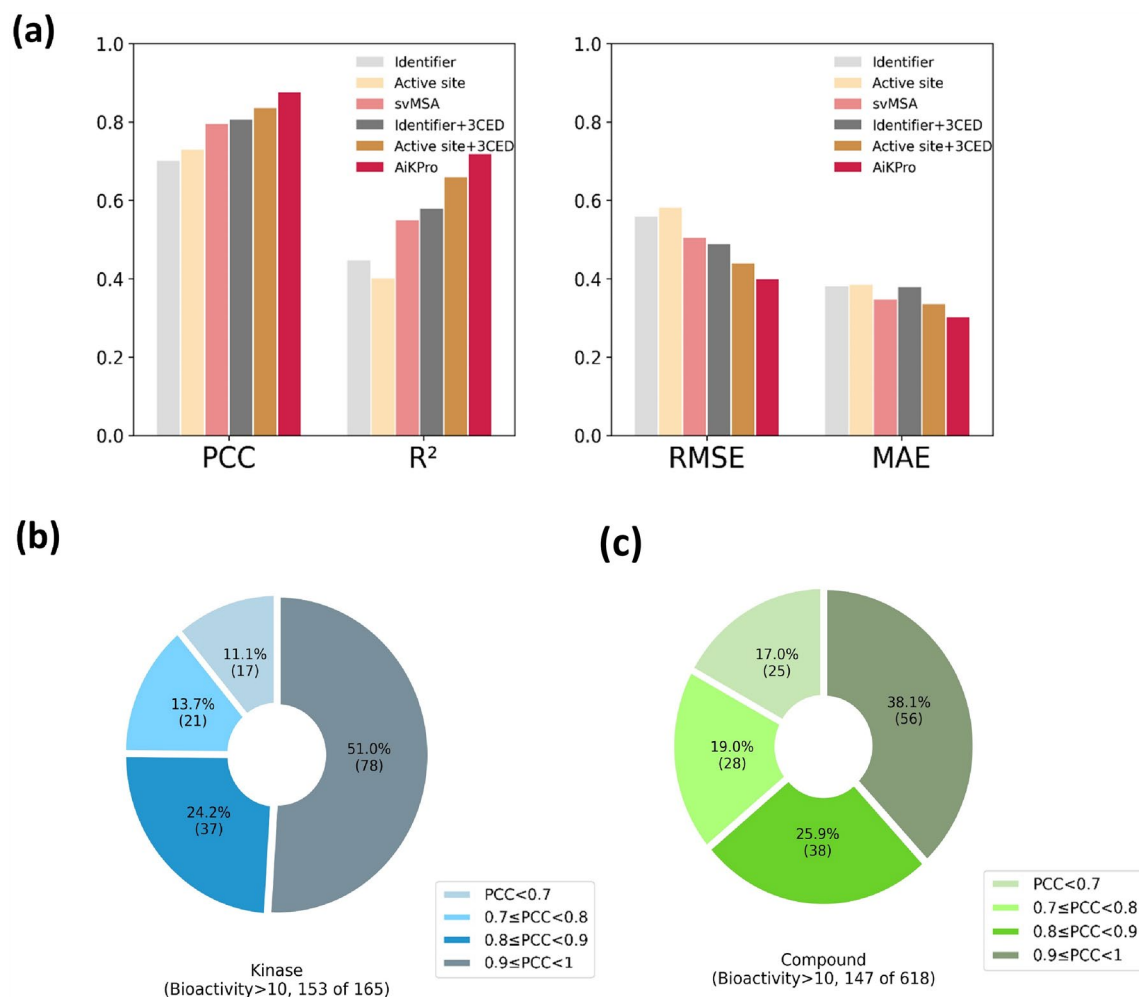 (a)
1.0
0.8
0.6
0.4
0.2
0.0
Identifier
Active site
svMSA
Identifier+3CED
Active site+3CED
AiKPro
PCC
R²
1.0
0.8
0.6
0.4
0.2
0.0
Identifier
Active site
svMSA
Identifier+3CED
Active site+3CED
AiKPro
RMSE
MAE
(b)
11.1%
(17)
13.7%
(21)
24.2%
(37)
51.0%
(78)
PCC<0.7
0.7≤PCC<0.8
0.8≤PCC<0.9
0.9≤PCC<1
Kinase
(Bioactivity>10, 153 of 165)
(c)
17.0%
(25)
19.0%
(28)
25.9%
(38)
38.1%
(56)
PCC<0.7
0.7≤PCC<0.8
0.8≤PCC<0.9
0.9≤PCC<1
Compound
(Bioactivity>10, 147 of 618)